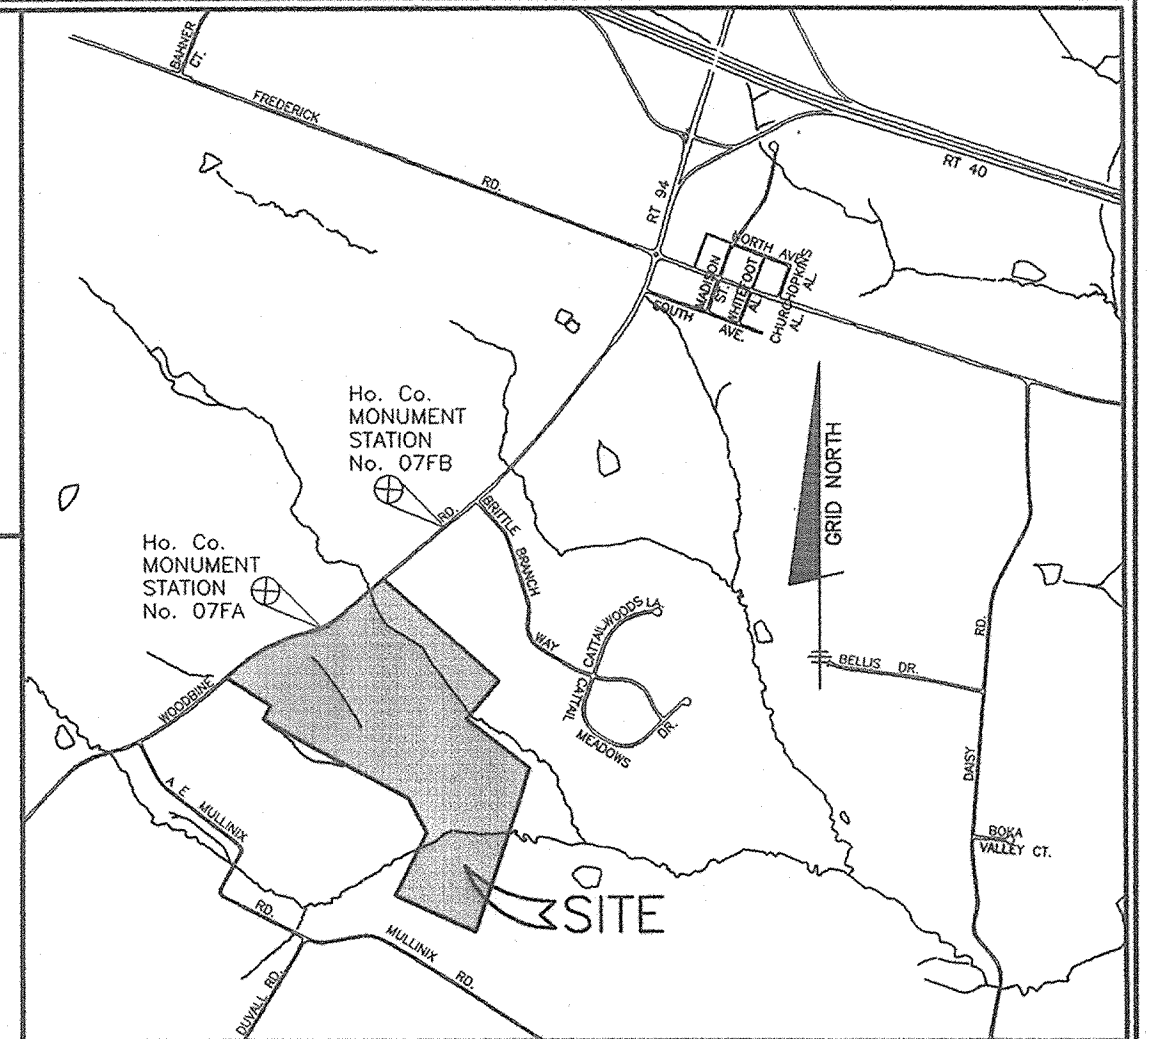 BAHNER
CT.
FREDERICK
RD.
RT 94
RT 40
NORTH AVE.
MADISON
ST.
WHITEFOOT
AL.
HOPKINS
AL.
CHURCH
AL.
SOUTH
AVE.
Ho. Co.
MONUMENT
STATION
No. 07FB
GRID NORTH
RD.
BRITTLE
BRANCH
WAY
Ho. Co.
MONUMENT
STATION
No. 07FA
CATTAIL WOODS LA.
CATTAIL
MEADOWS
DR.
RD.
BELLIS DR.
WOODBINE
DAISY
A E MULLINIX
RD.
BOKA
VALLEY CT.
SITE
MULLINIX
RD.
DUVALL RD.